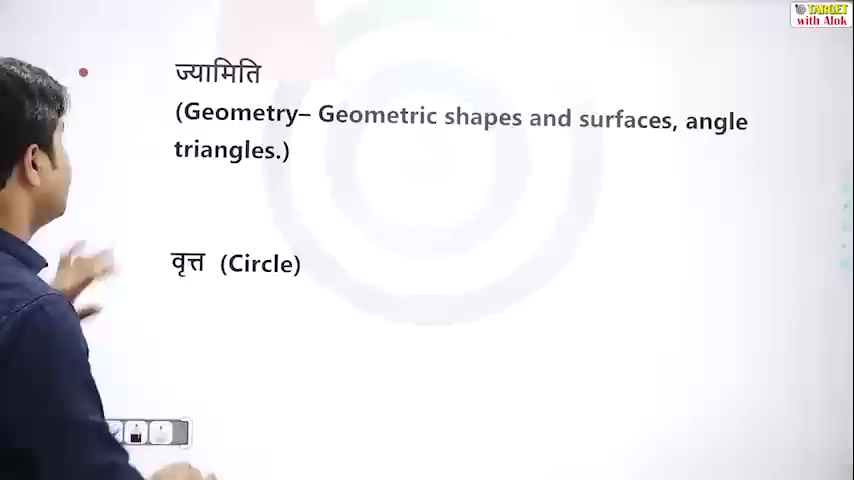 TARGET
with Alok
ज्यामिति
(Geometry– Geometric shapes and surfaces, angle
triangles.)
वृत्त (Circle)